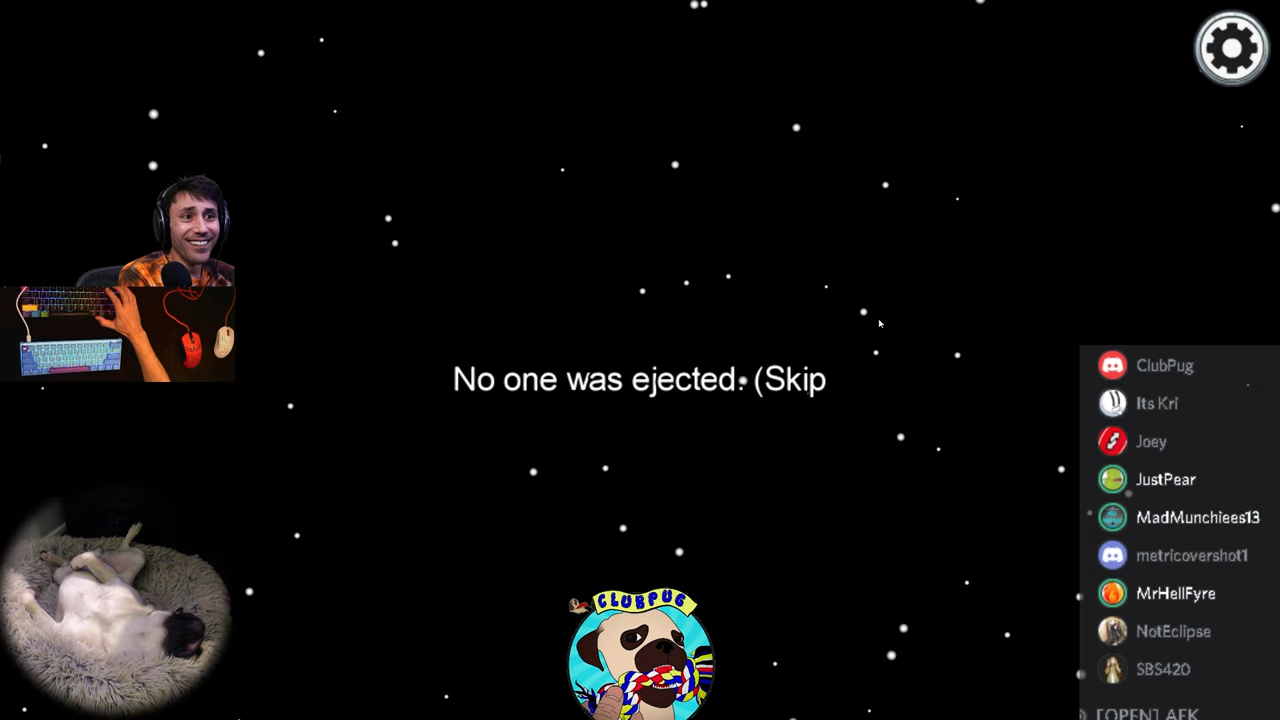 No one was ejected. (Skip
ClubPug
Its Kri
Joey
JustPear
MadMunchiees13
metricovershot1
MrHellFyre
NotEclipse
SBS420
[OPEN] AFK
CLUBPUG